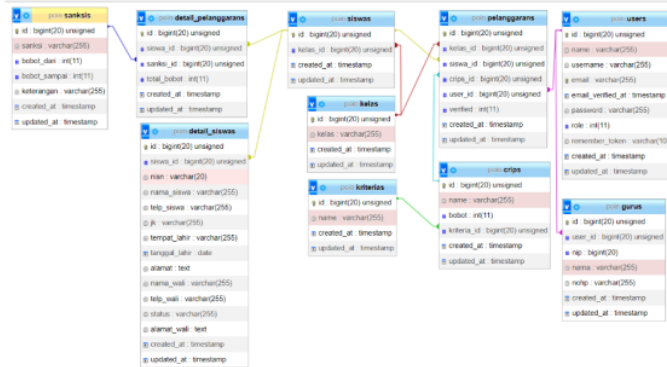 sanksis
id : bigint(20) unsigned
sanksi : varchar(255)
bobot_dari : int(11)
bobot_sampai : int(11)
keterangan : varchar(255)
created_at : timestamp
updated_at : timestamp
detail_pelanggarans
id : bigint(20) unsigned
siswa_id : bigint(20) unsigned
sanksi_id : bigint(20) unsigned
total_bobot : int(11)
created_at : timestamp
updated_at : timestamp
siswas
id : bigint(20) unsigned
kelas_id : bigint(20) unsigned
created_at : timestamp
updated_at : timestamp
pelanggarans
id : bigint(20) unsigned
kelas_id : bigint(20) unsigned
siswa_id : bigint(20) unsigned
crips_id : bigint(20) unsigned
user_id : bigint(20) unsigned
verified : int(11)
created_at : timestamp
updated_at : timestamp
users
id : bigint(20) unsigned
name : varchar(255)
username : varchar(255)
email : varchar(255)
email_verified_at : timestamp
password : varchar(255)
role : int(11)
remember_token : varchar(10
created_at : timestamp
updated_at : timestamp
detail_siswas
id : bigint(20) unsigned
siswa_id : bigint(20) unsigned
nisn : varchar(20)
nama_siswa : varchar(255)
telp_siswa : varchar(255)
jk : varchar(255)
tempat_lahir : varchar(255)
tanggal_lahir : date
alamat : text
nama_wali : varchar(255)
telp_wali : varchar(255)
status : varchar(255)
alamat_wali : text
created_at : timestamp
updated_at : timestamp
kelas
id : bigint(20) unsigned
kelas : varchar(255)
created_at : timestamp
updated_at : timestamp
kriterias
id : bigint(20) unsigned
name : varchar(255)
created_at : timestamp
updated_at : timestamp
crips
id : bigint(20) unsigned
name : varchar(255)
bobot : int(11)
kriteria_id : bigint(20) unsigned
created_at : timestamp
updated_at : timestamp
gurus
id : bigint(20) unsigned
user_id : bigint(20) unsigned
nip : bigint(20)
nama : varchar(255)
nohp : varchar(255)
created_at : timestamp
updated_at : timestamp